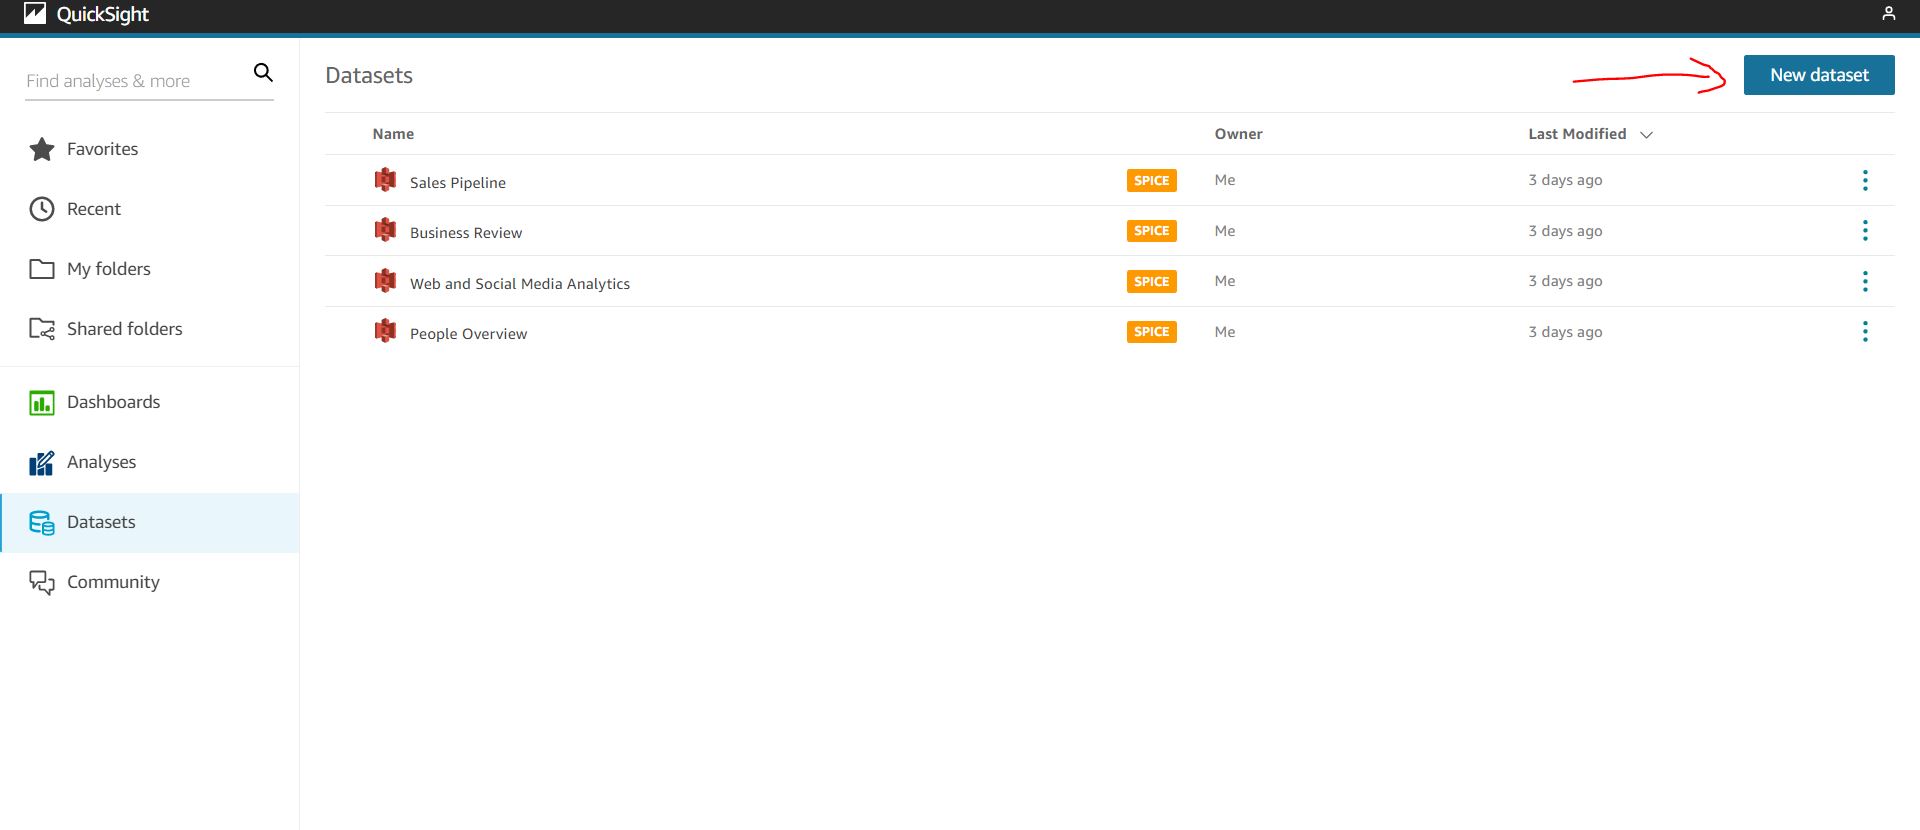 QuickSight
Find analyses & more
Favorites
Recent
My folders
Shared folders
Dashboards
Analyses
Datasets
Community
Datasets
New dataset
Name Owner Last Modified
Sales Pipeline SPICE Me 3 days ago
Business Review SPICE Me 3 days ago
Web and Social Media Analytics SPICE Me 3 days ago
People Overview SPICE Me 3 days ago